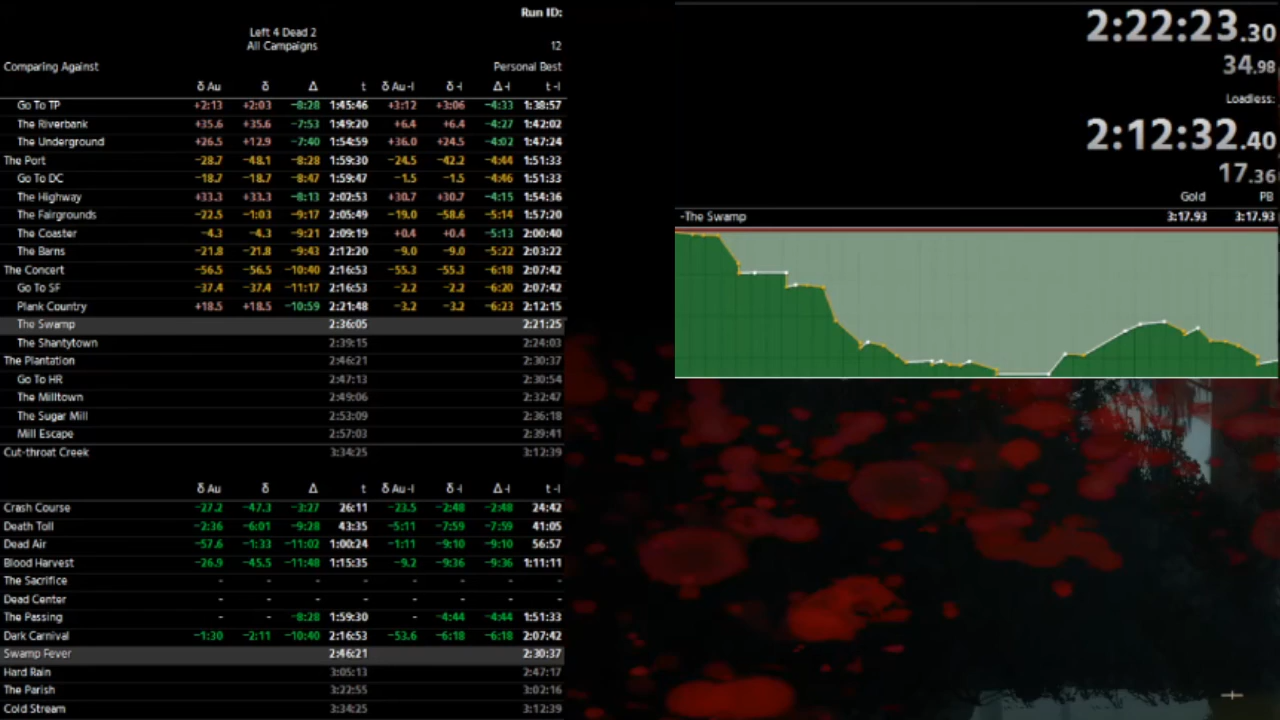 Run ID:
Left 4 Dead 2
All Campaigns 12
Comparing Against Personal Best
δ Au δ Δ t δ Au -l δ -l Δ -l t -l
Go To TP +2:13 +2:03 −8:28 1:45:46 +3:12 +3:06 −4:33 1:38:57
The Riverbank +35.6 +35.6 −7:53 1:49:20 +6.4 +6.4 −4:27 1:42:02
The Underground +26.5 +12.9 −7:40 1:54:59 +36.0 +24.5 −4:02 1:47:24
The Port −28.7 −48.1 −8:28 1:59:30 −24.5 −42.2 −4:44 1:51:33
Go To DC −18.7 −18.7 −8:47 1:59:47 −1.5 −1.5 −4:46 1:51:33
The Highway +33.3 +33.3 −8:13 2:02:53 +30.7 +30.7 −4:15 1:54:36
The Fairgrounds −22.5 −1:03 −9:17 2:05:49 −19.0 −58.6 −5:14 1:57:20
The Coaster −4.3 −4.3 −9:21 2:09:19 +0.4 +0.4 −5:13 2:00:40
The Barns −21.8 −21.8 −9:43 2:12:20 −9.0 −9.0 −5:22 2:03:22
The Concert −56.5 −56.5 −10:40 2:16:53 −55.3 −55.3 −6:18 2:07:42
Go To SF −37.4 −37.4 −11:17 2:16:53 −2.2 −2.2 −6:20 2:07:42
Plank Country +18.5 +18.5 −10:59 2:21:48 −3.2 −3.2 −6:23 2:12:15
The Swamp 2:36:05 2:21:25
The Shantytown 2:39:15 2:24:03
The Plantation 2:46:21 2:30:37
Go To HR 2:47:13 2:30:54
The Milltown 2:49:06 2:32:47
The Sugar Mill 2:53:09 2:36:18
Mill Escape 2:57:03 2:39:41
Cut-throat Creek 3:34:25 3:12:39
δ Au δ Δ t δ Au -l δ -l Δ -l t -l
Crash Course −27.2 −47.3 −3:27 26:11 −23.5 −2:48 −2:48 24:42
Death Toll −2:36 −6:01 −9:28 43:35 −5:11 −7:59 −7:59 41:05
Dead Air −57.6 −1:33 −11:02 1:00:24 −1:11 −9:10 −9:10 56:57
Blood Harvest −26.9 −45.5 −11:48 1:15:35 −9.2 −9:36 −9:36 1:11:11
The Sacrifice - - - - - - - -
Dead Center - - - - - - - -
The Passing - - −8:28 1:59:30 - −4:44 −4:44 1:51:33
Dark Carnival −1:30 −2:11 −10:40 2:16:53 −53.6 −6:18 −6:18 2:07:42
Swamp Fever 2:46:21 2:30:37
Hard Rain 3:05:13 2:47:17
The Parish 3:22:55 3:02:16
Cold Stream 3:34:25 3:12:39
2:22:23.30
34.98
Loadless:
2:12:32.40
17.36
Gold PB
-The Swamp 3:17.93 3:17.93